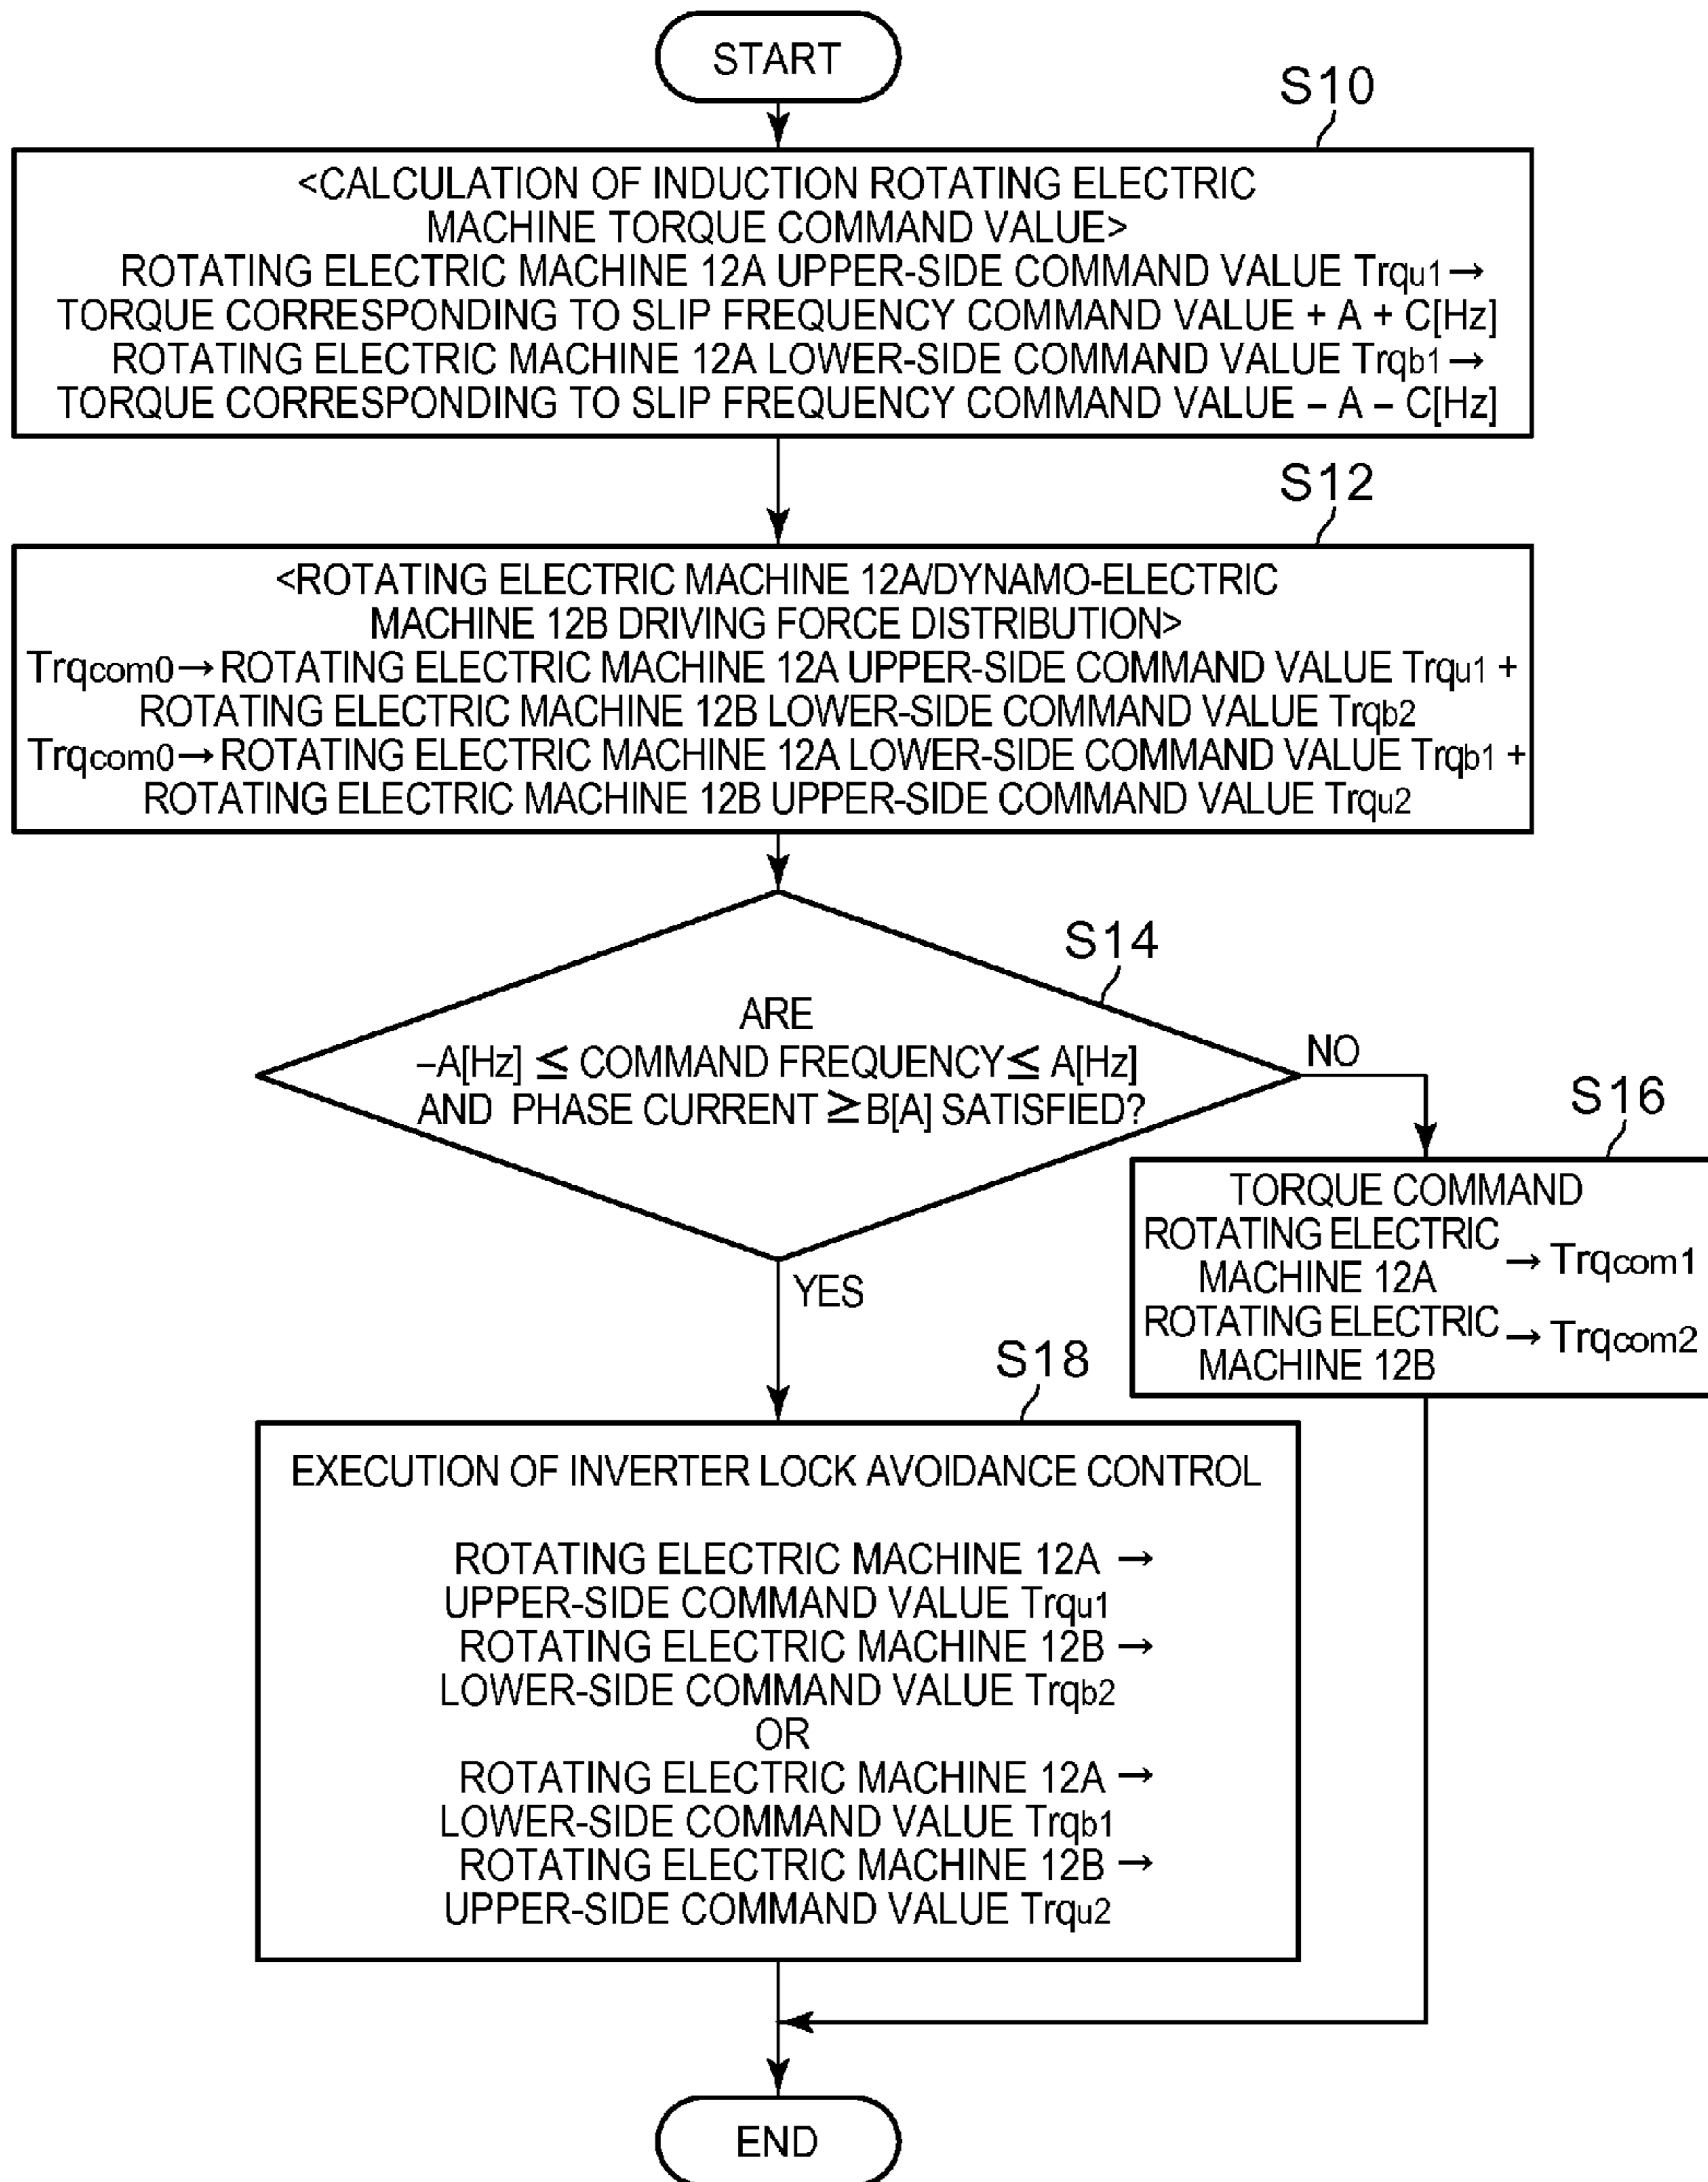 START
S10
<CALCULATION OF INDUCTION ROTATING ELECTRIC
MACHINE TORQUE COMMAND VALUE>
ROTATING ELECTRIC MACHINE 12A UPPER-SIDE COMMAND VALUE Trqu1 →
TORQUE CORRESPONDING TO SLIP FREQUENCY COMMAND VALUE + A + C[Hz]
ROTATING ELECTRIC MACHINE 12A LOWER-SIDE COMMAND VALUE Trqb1 →
TORQUE CORRESPONDING TO SLIP FREQUENCY COMMAND VALUE – A – C[Hz]
S12
<ROTATING ELECTRIC MACHINE 12A/DYNAMO-ELECTRIC
MACHINE 12B DRIVING FORCE DISTRIBUTION>
Trqcom0→ROTATING ELECTRIC MACHINE 12A UPPER-SIDE COMMAND VALUE Trqu1 +
ROTATING ELECTRIC MACHINE 12B LOWER-SIDE COMMAND VALUE Trqb2
Trqcom0→ROTATING ELECTRIC MACHINE 12A LOWER-SIDE COMMAND VALUE Trqb1 +
ROTATING ELECTRIC MACHINE 12B UPPER-SIDE COMMAND VALUE Trqu2
S14
ARE
–A[Hz] ≤ COMMAND FREQUENCY ≤ A[Hz]
AND PHASE CURRENT ≥ B[A] SATISFIED?
NO
YES
S16
TORQUE COMMAND
ROTATING ELECTRIC
MACHINE 12A → Trqcom1
ROTATING ELECTRIC
MACHINE 12B → Trqcom2
S18
EXECUTION OF INVERTER LOCK AVOIDANCE CONTROL
ROTATING ELECTRIC MACHINE 12A →
UPPER-SIDE COMMAND VALUE Trqu1
ROTATING ELECTRIC MACHINE 12B →
LOWER-SIDE COMMAND VALUE Trqb2
OR
ROTATING ELECTRIC MACHINE 12A →
LOWER-SIDE COMMAND VALUE Trqb1
ROTATING ELECTRIC MACHINE 12B →
UPPER-SIDE COMMAND VALUE Trqu2
END